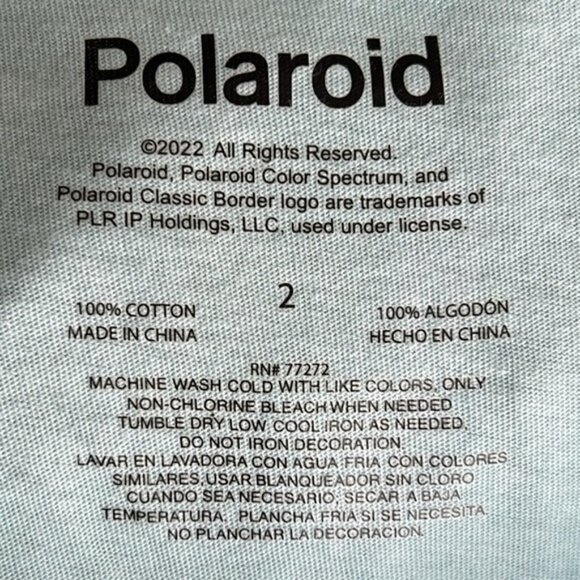 Polaroid
©2022 All Rights Reserved.
Polaroid, Polaroid Color Spectrum, and
Polaroid Classic Border logo are trademarks of
PLR IP Holdings, LLC, used under license.
2
100% COTTON
MADE IN CHINA
100% ALGODÓN
HECHO EN CHINA
RN# 77272
MACHINE WASH COLD WITH LIKE COLORS, ONLY
NON-CHLORINE BLEACH WHEN NEEDED
TUMBLE DRY LOW COOL IRON AS NEEDED,
DO NOT IRON DECORATION
LAVAR EN LAVADORA CON AGUA FRIA CON COLORES
SIMILARES, USAR BLANQUEADOR SIN CLORO
CUANDO SEA NECESARIO, SECAR A BAJA
TEMPERATURA. PLANCHA FRIA SI SE NECESITA.
NO PLANCHAR LA DECORACION.